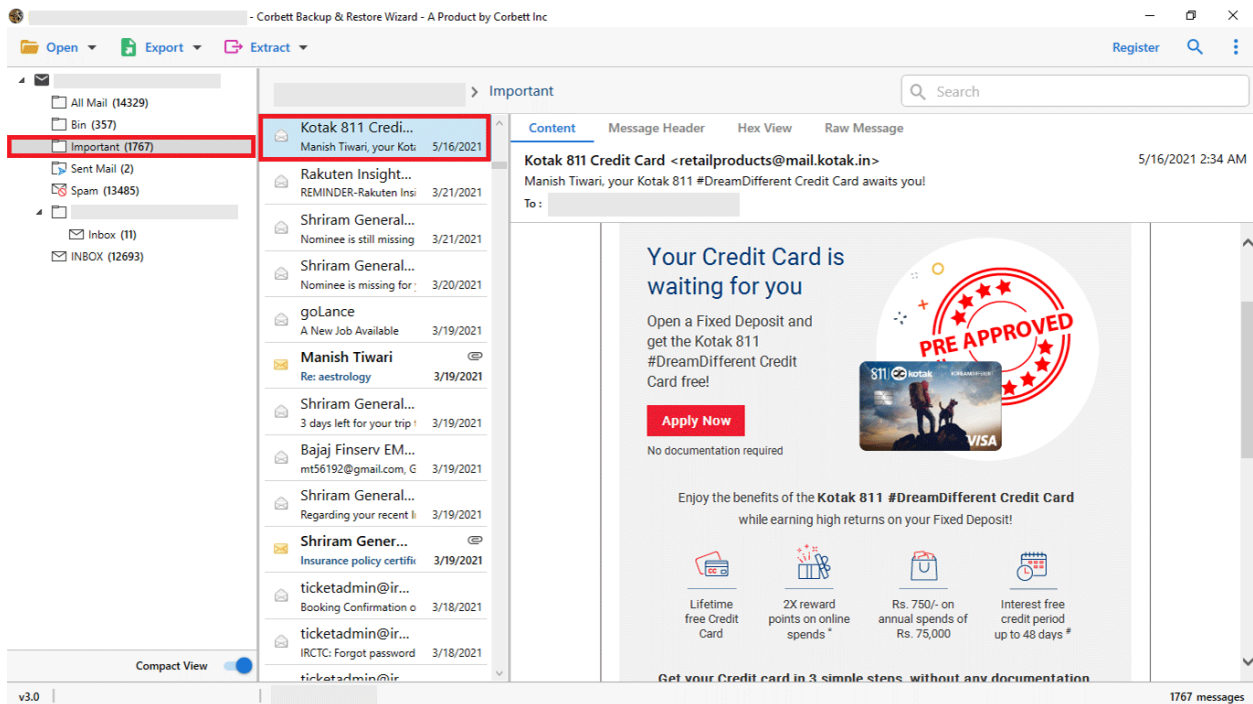 - Corbett Backup & Restore Wizard - A Product by Corbett Inc
Open Export Extract Register
All Mail (14329)
Bin (357)
Important (1767)
Sent Mail (2)
Spam (13485)
Inbox (11)
INBOX (12693)
Compact View
Important
Search
Kotak 811 Credi...
Manish Tiwari, your Kota 5/16/2021
Rakuten Insight...
REMINDER-Rakuten Insi 3/21/2021
Shriram General...
Nominee is still missing 3/21/2021
Shriram General...
Nominee is missing for 3/20/2021
goLance
A New Job Available 3/19/2021
Manish Tiwari
Re: aestrology 3/19/2021
Shriram General...
3 days left for your trip 3/19/2021
Bajaj Finserv EM...
mt56192@gmail.com, G 3/19/2021
Shriram General...
Regarding your recent 3/19/2021
Shriram Gener...
Insurance policy certific 3/19/2021
ticketadmin@ir...
Booking Confirmation o 3/18/2021
ticketadmin@ir...
IRCTC: Forgot password 3/18/2021
ticketadmin@ir
Content Message Header Hex View Raw Message
Kotak 811 Credit Card <retailproducts@mail.kotak.in> 5/16/2021 2:34 AM
Manish Tiwari, your Kotak 811 #DreamDifferent Credit Card awaits you!
To :
Your Credit Card is
waiting for you
Open a Fixed Deposit and
get the Kotak 811
#DreamDifferent Credit
Card free!
Apply Now
No documentation required
PRE APPROVED
811 kotak
VISA
Enjoy the benefits of the Kotak 811 #DreamDifferent Credit Card
while earning high returns on your Fixed Deposit!
Lifetime
free Credit
Card
2X reward
points on online
spends *
Rs. 750/- on
annual spends of
Rs. 75,000
Interest free
credit period
up to 48 days #
Get your Credit card in 3 simple steps, without any documentation
v3.0
1767 messages